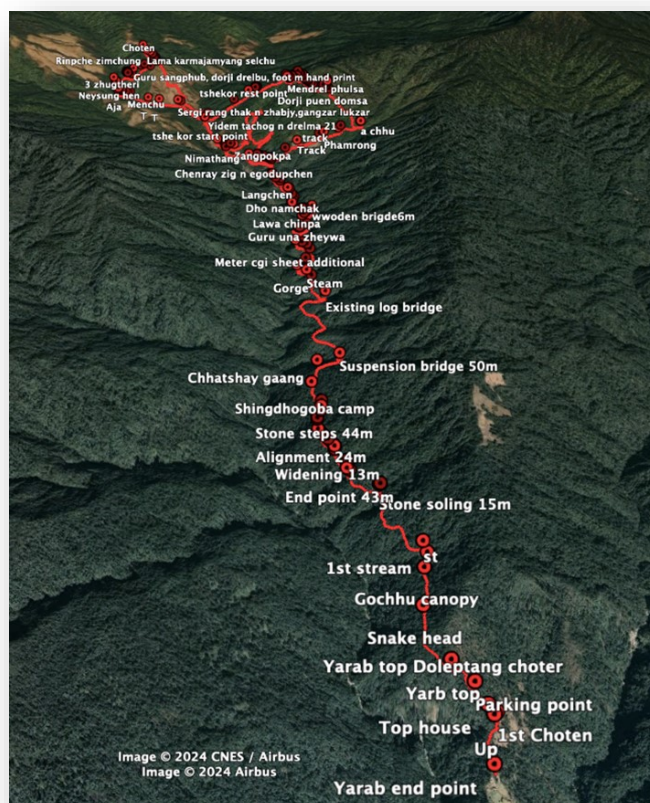 Choten
Rinpche zimchung
Lama karmajamyang selchu
Guru sangphub, dorji drelbu, foot m hand print
3 zhugtheri
Mendrel phulsa
Neysung hen
tshekor rest point
Aja
Menchu
Dorji puen domsa
T T
Sergi rang thak n zhabjy,gangzar lukzar
Yidem tachog n drelma 21
a chhu
tshe kor start point
track
Phamrong
Nimathang
Zangpokpa
Track
Chenray zig n egodupchen
Langchen
Dho namchak
wwoden brigde6m
Lawa chinpa
Guru una zheywa
Meter cgi sheet additional
Steam
Gorge
Existing log bridge
Suspension bridge 50m
Chhatshay gaang
Shingdhogoba camp
Stone steps 44m
Alignment 24m
Widening 13m
End point 43m
Stone soling 15m
st
1st stream
Gochhu canopy
Snake head
Yarab top Doleptang choter
Yarb top
Parking point
Top house
1st Choten
Up
Image © 2024 CNES / Airbus
Image © 2024 Airbus
Yarab end point